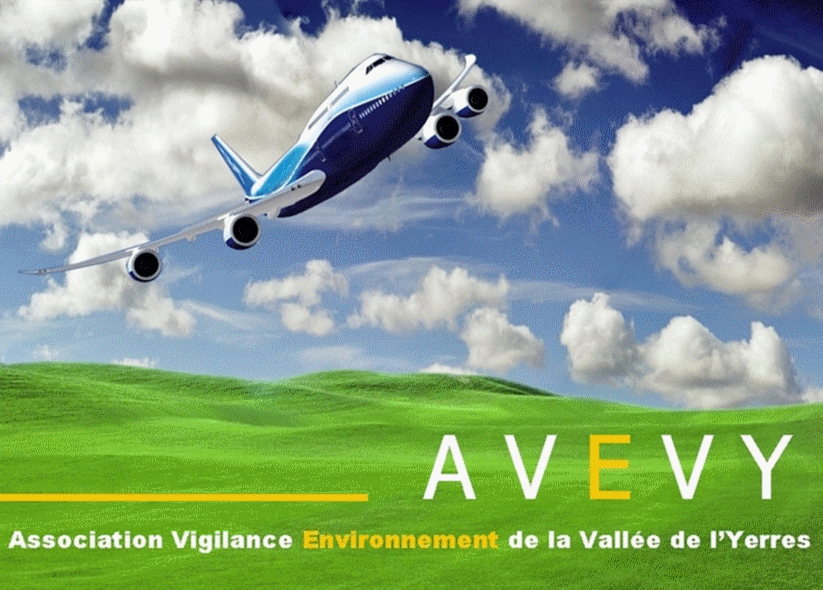 AVEVY
Association Vigilance Environnement de la Vallée de l'Yerres